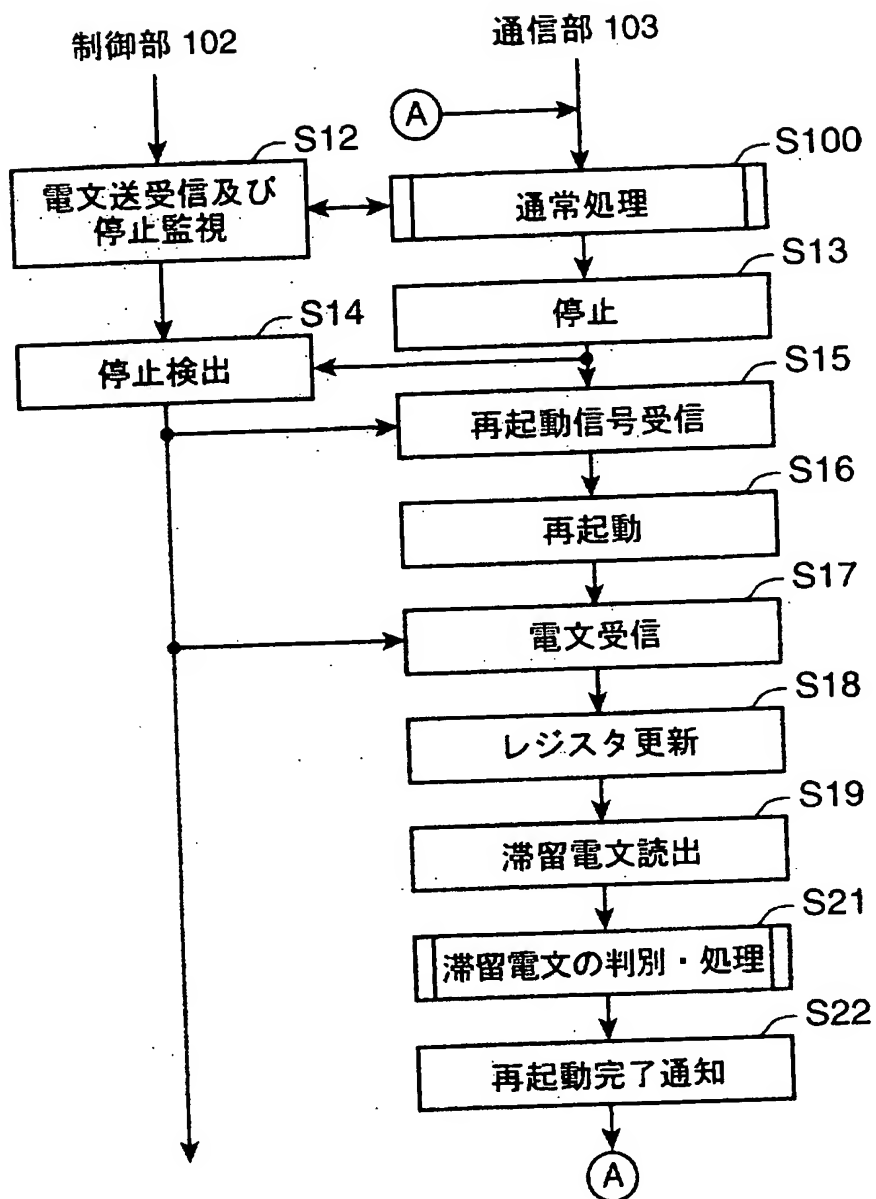 制御部 102
通信部 103
A
S12
電文送受信及び
停止監視
S100
通常処理
S13
停止
S14
停止検出
S15
再起動信号受信
S16
再起動
S17
電文受信
S18
レジスタ更新
S19
滞留電文読出
S21
滞留電文の判別・処理
S22
再起動完了通知
A